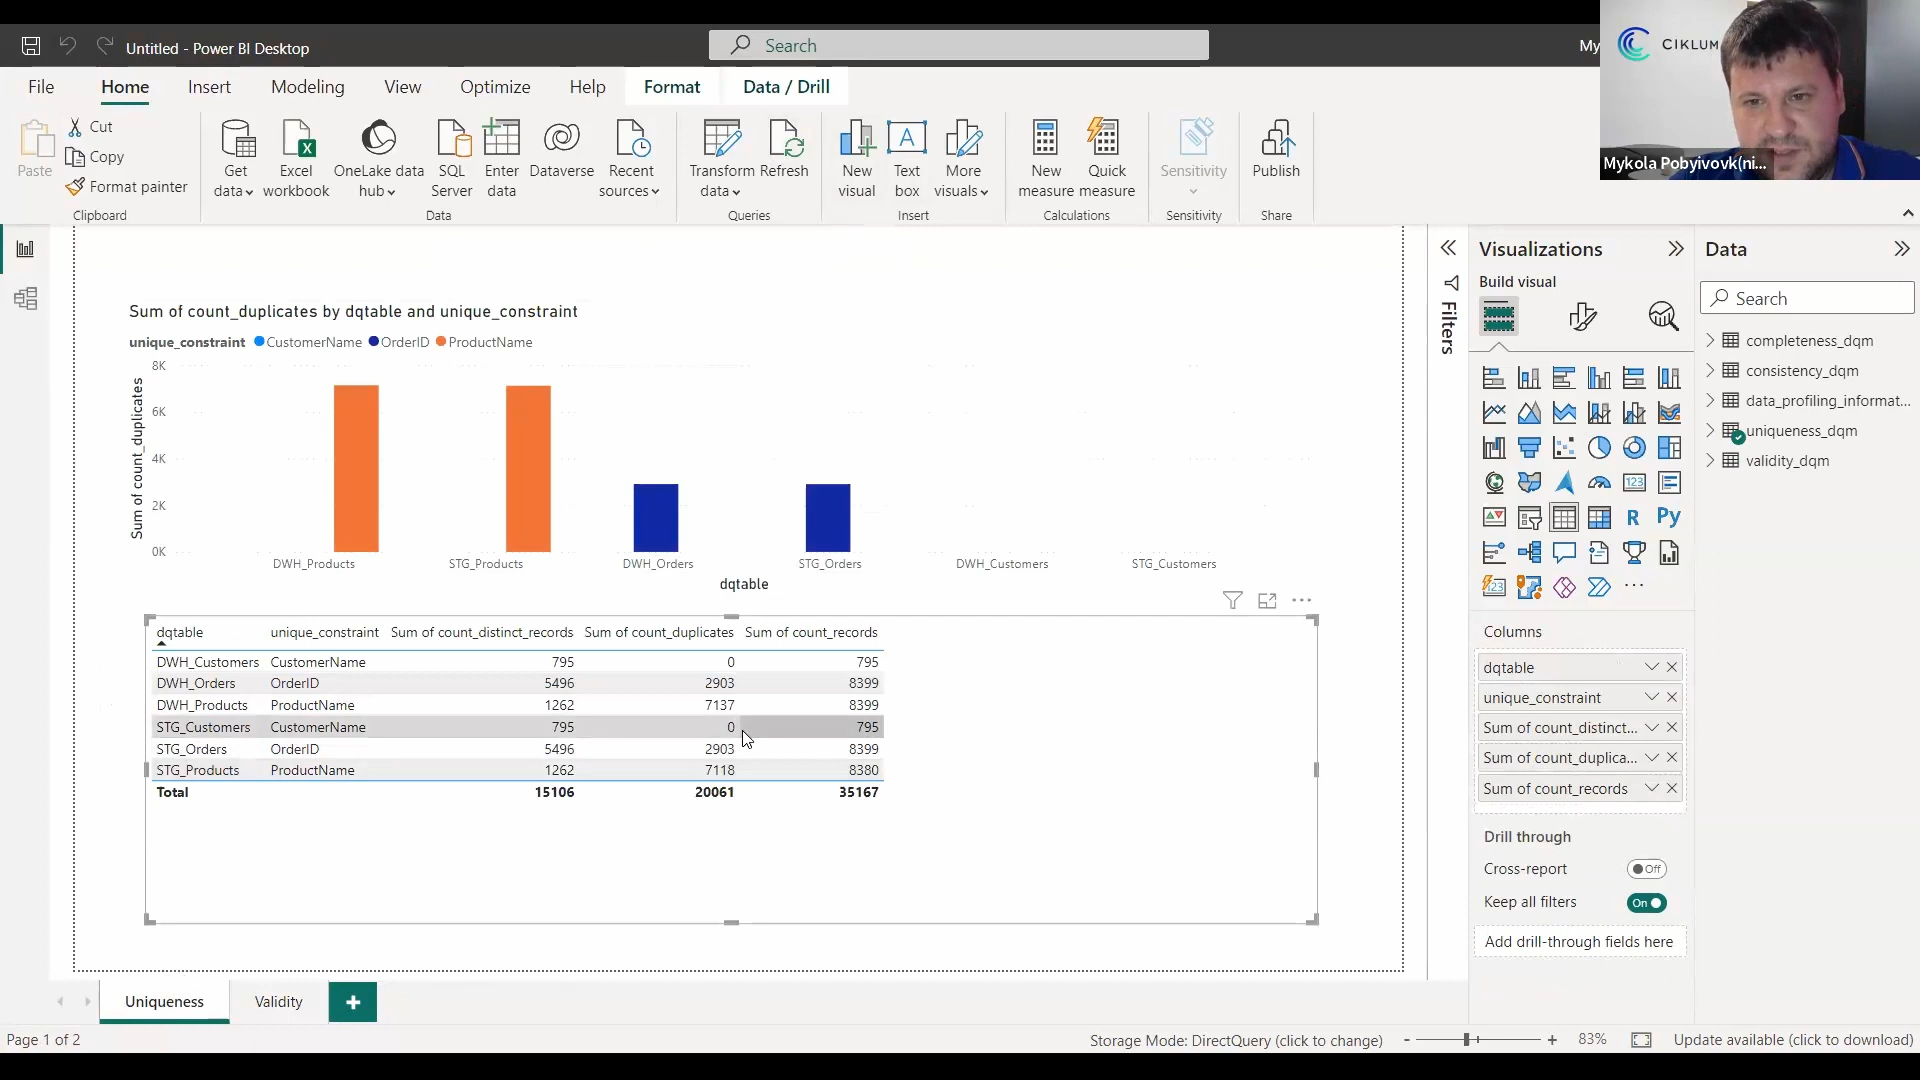 Untitled - Power BI Desktop
Search
My
CIKLUM
Mykola Pobyivovk(ni...
File Home Insert Modeling View Optimize Help Format Data / Drill
Paste
Cut
Copy
Format painter
Clipboard
Get data
Excel workbook
OneLake data hub
SQL Server
Enter data
Dataverse
Recent sources
Data
Transform data
Refresh
Queries
New visual
Text box
More visuals
Insert
New measure
Quick measure
Calculations
Sensitivity
Sensitivity
Publish
Share
Sum of count_duplicates by dqtable and unique_constraint
unique_constraint CustomerName OrderID ProductName
Sum of count_duplicates
8K
6K
4K
2K
0K
DWH_Products STG_Products DWH_Orders STG_Orders DWH_Customers STG_Customers
dqtable
dqtable unique_constraint Sum of count_distinct_records Sum of count_duplicates Sum of count_records
DWH_Customers CustomerName 795 0 795
DWH_Orders OrderID 5496 2903 8399
DWH_Products ProductName 1262 7137 8399
STG_Customers CustomerName 795 0 795
STG_Orders OrderID 5496 2903 8399
STG_Products ProductName 1262 7118 8380
Total 15106 20061 35167
Filters
Visualizations
Build visual
123
R
Py
123
Columns
dqtable
unique_constraint
Sum of count_distinct...
Sum of count_duplica...
Sum of count_records
Drill through
Cross-report Off
Keep all filters On
Add drill-through fields here
Data
Search
completeness_dqm
consistency_dqm
data_profiling_informat...
uniqueness_dqm
validity_dqm
Uniqueness Validity +
Page 1 of 2
Storage Mode: DirectQuery (click to change) - + 83% Update available (click to download)